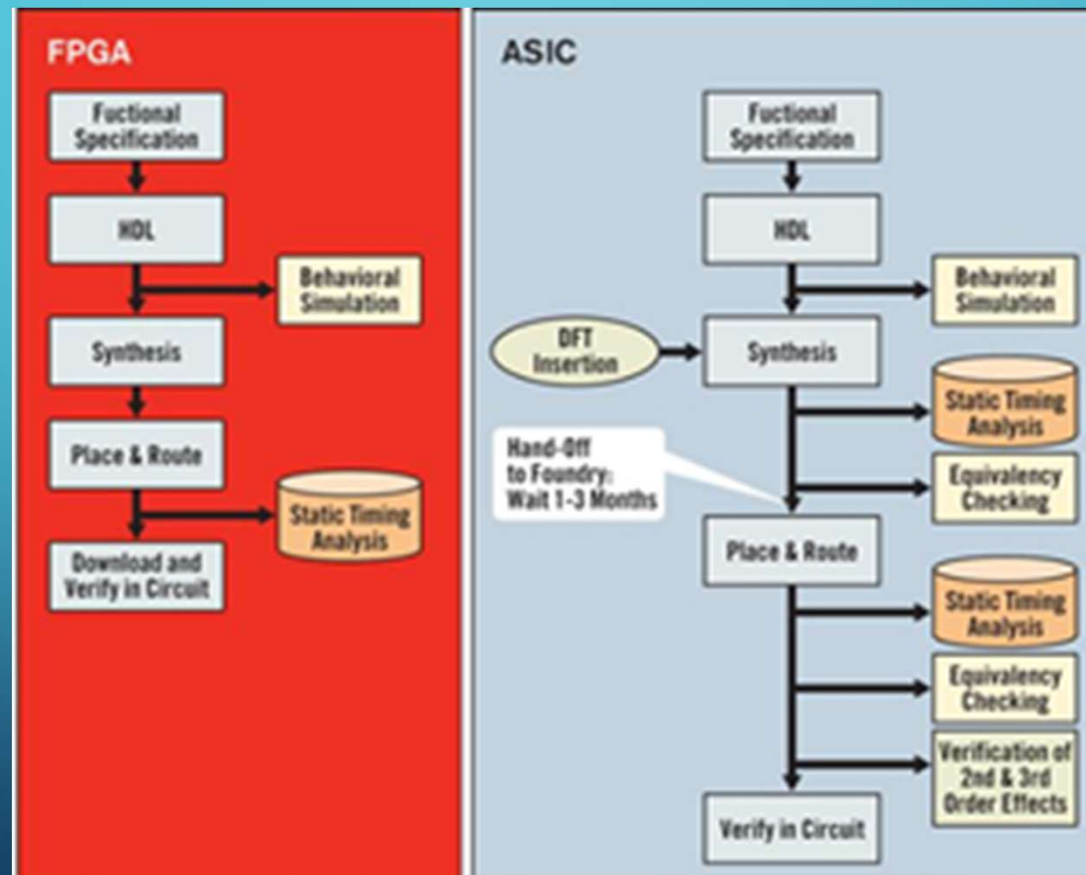 FPGA
Fuctional
Specification
HDL
Behavioral
Simulation
Synthesis
Place & Route
Static Timing
Analysis
Download and
Verify in Circuit
ASIC
Fuctional
Specification
HDL
Behavioral
Simulation
DFT
Insertion
Synthesis
Static Timing
Analysis
Hand-Off
to Foundry:
Wait 1-3 Months
Equivalency
Checking
Place & Route
Static Timing
Analysis
Equivalency
Checking
Verification of
2nd & 3rd
Order Effects
Verify in Circuit